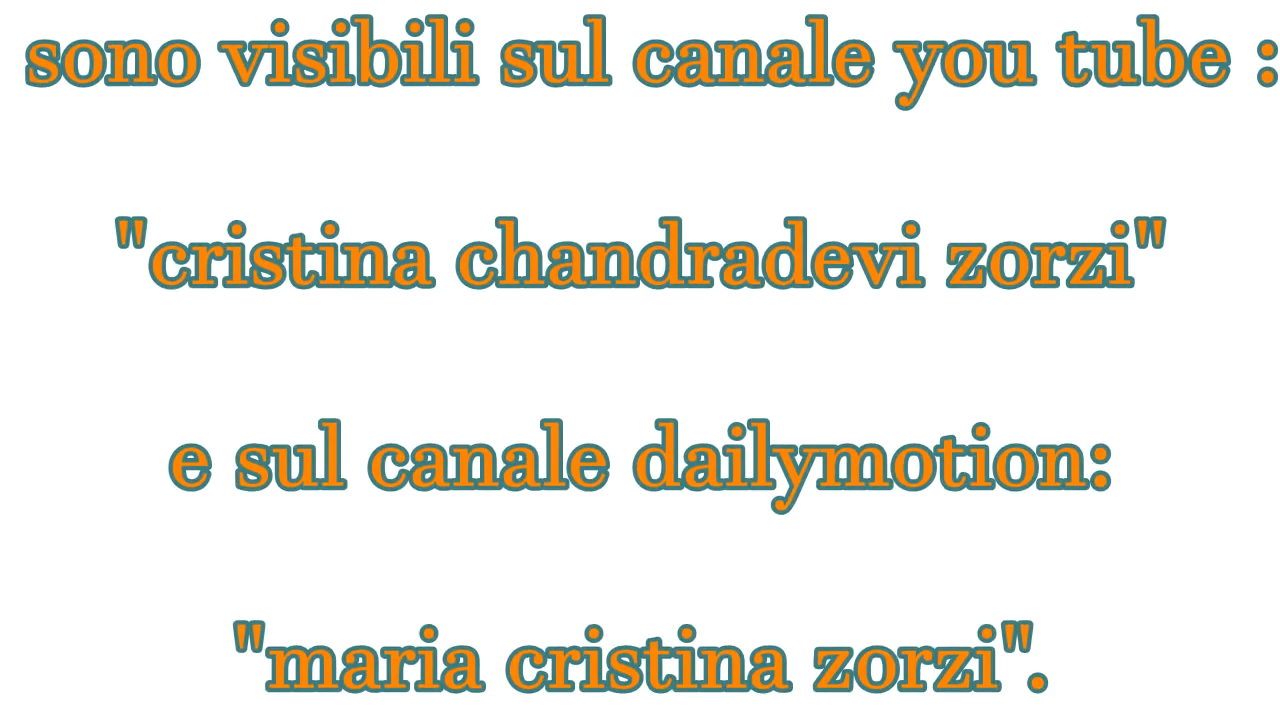 sono visibili sul canale you tube :
"cristina chandradevi zorzi"
e sul canale dailymotion:
"maria cristina zorzi".